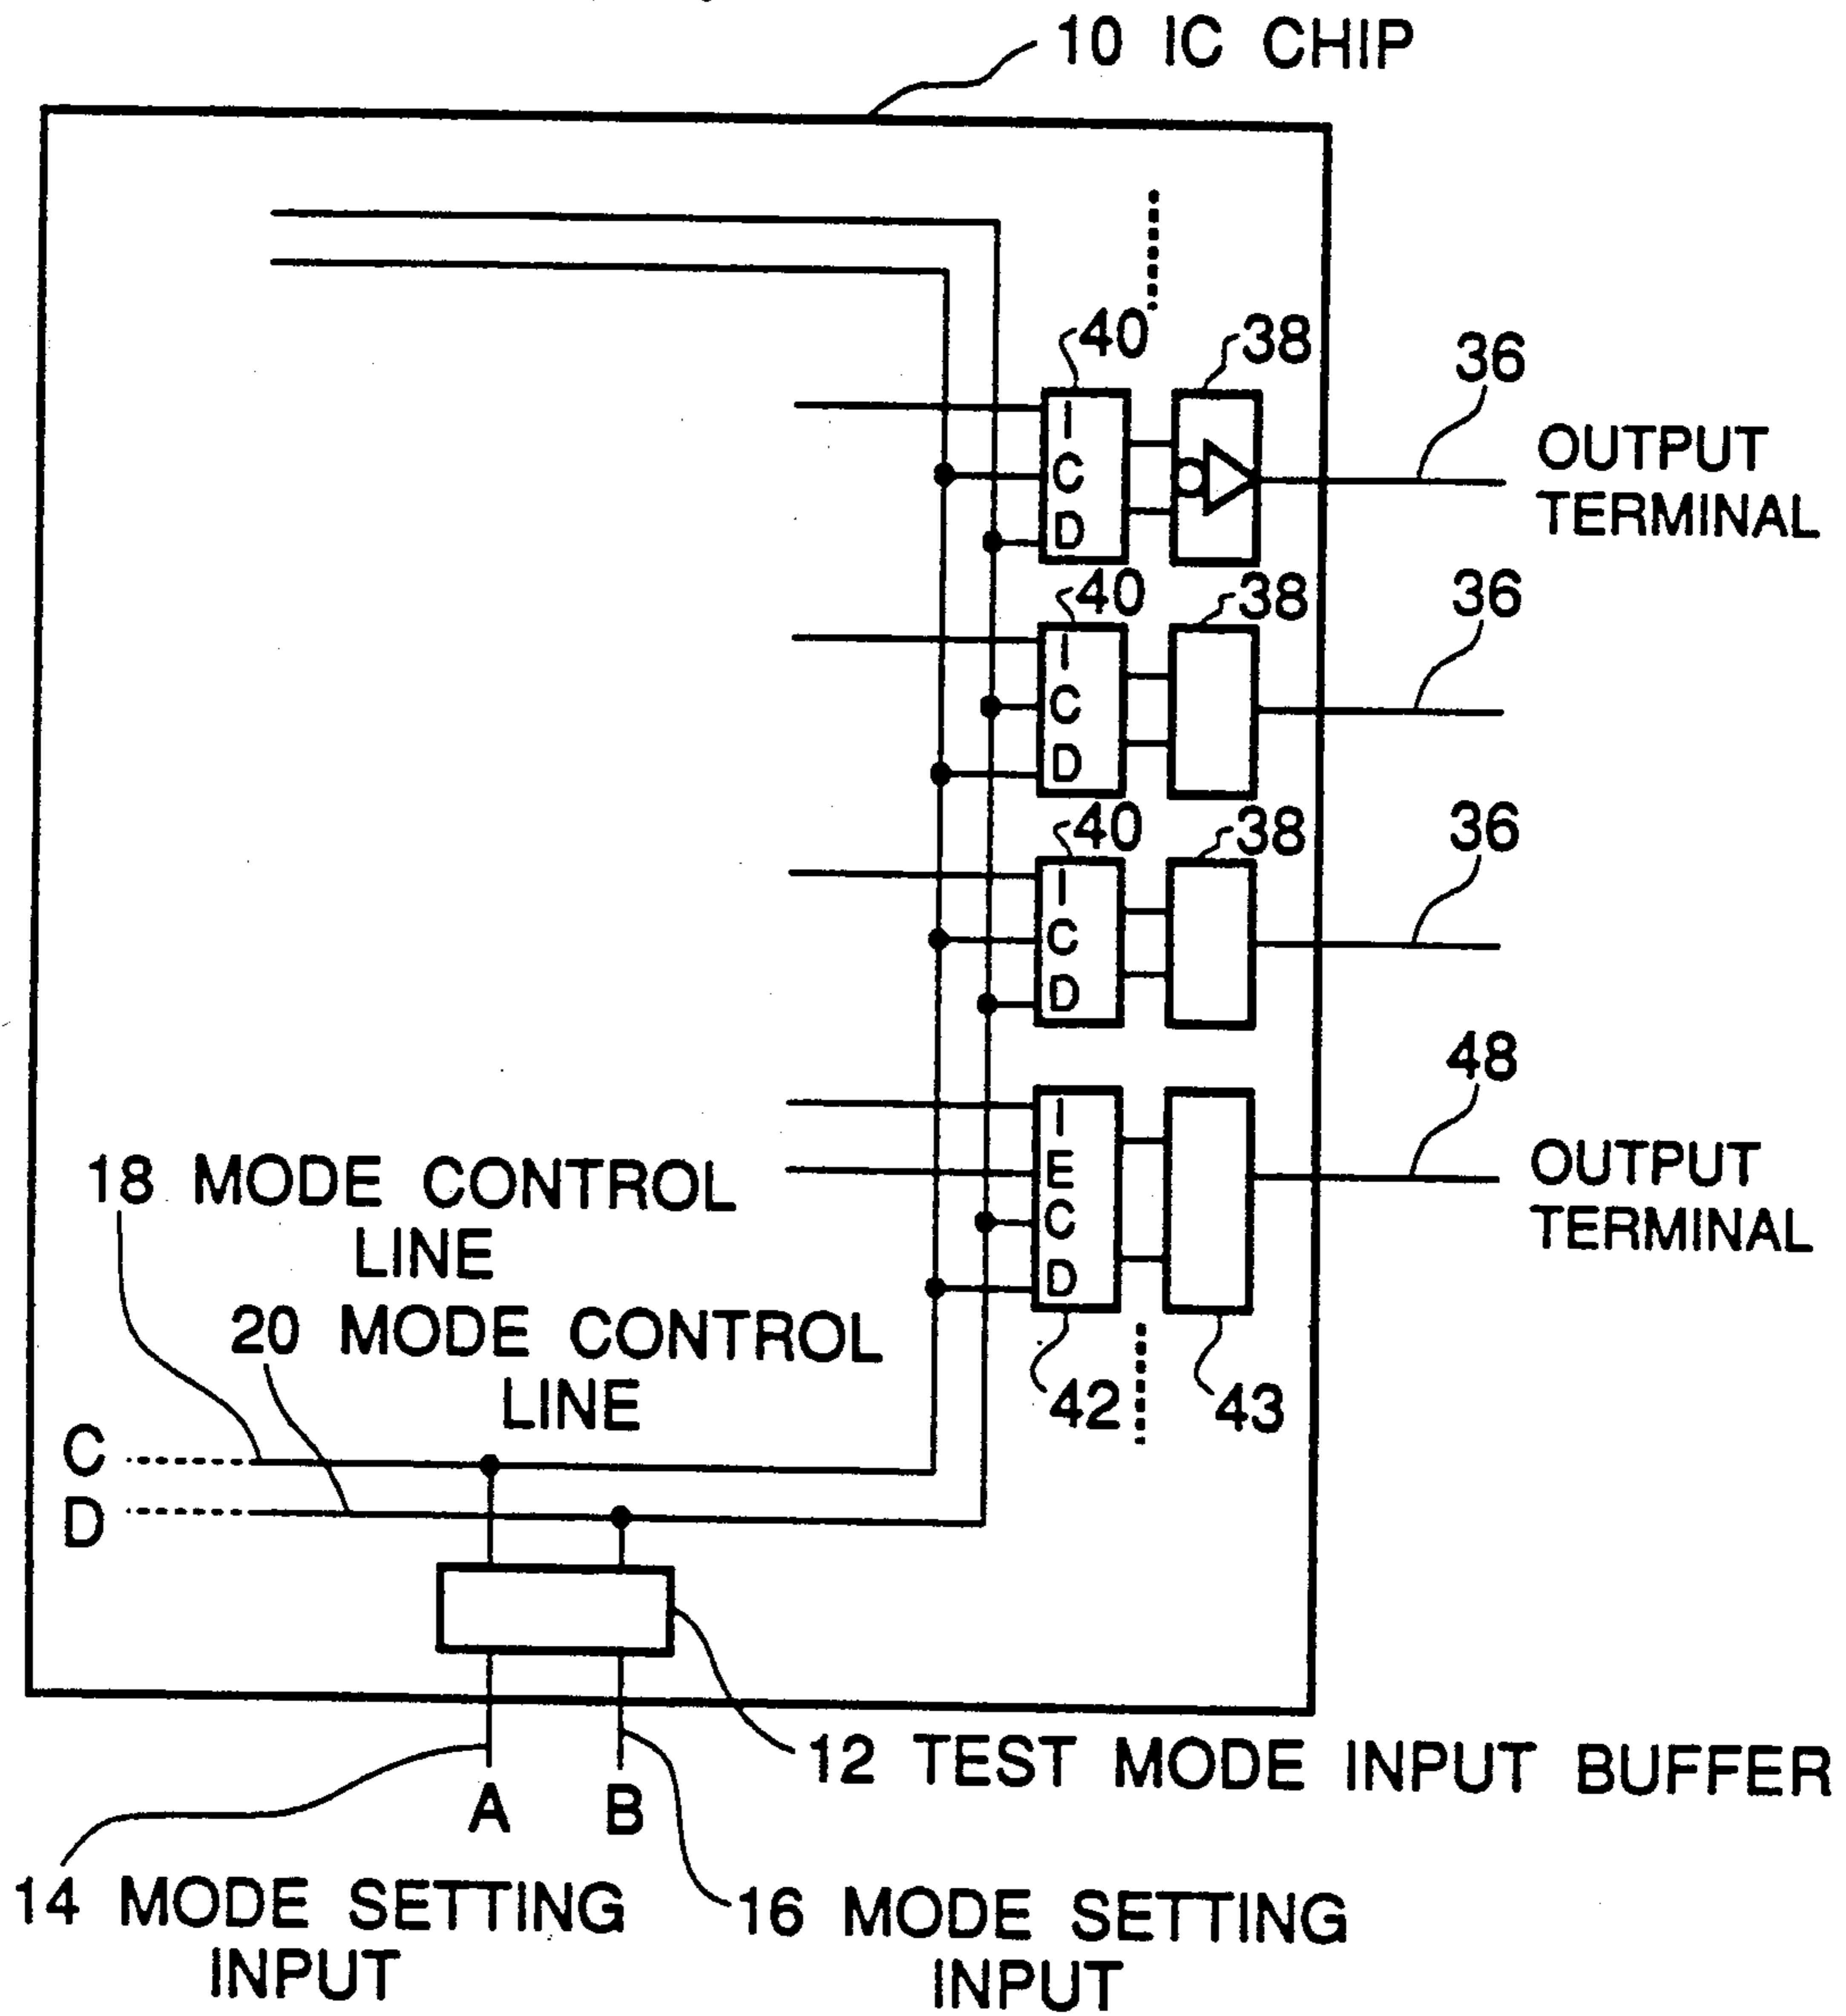 10 IC CHIP
40
38
36
I
C
D
OUTPUT
TERMINAL
40
38
36
I
C
D
40
38
36
I
C
D
48
I
E
C
D
OUTPUT
TERMINAL
18 MODE CONTROL
LINE
20 MODE CONTROL
LINE
42
43
C
D
12 TEST MODE INPUT BUFFER
A
B
14 MODE SETTING
INPUT
16 MODE SETTING
INPUT